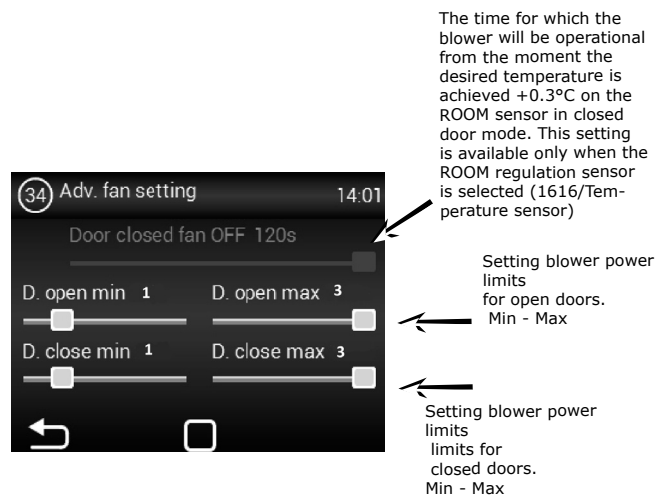 The time for which the
blower will be operational
from the moment the
desired temperature is
achieved +0.3°C on the
ROOM sensor in closed
door mode. This setting
is available only when the
ROOM regulation sensor
is selected (1616/Tem-
perature sensor)
34 Adv. fan setting 14:01
Door closed fan OFF 120s
D. open min 1 D. open max 3
D. close min 1 D. close max 3
Setting blower power
limits
for open doors.
Min - Max
Setting blower power
limits
limits for
closed doors.
Min - Max